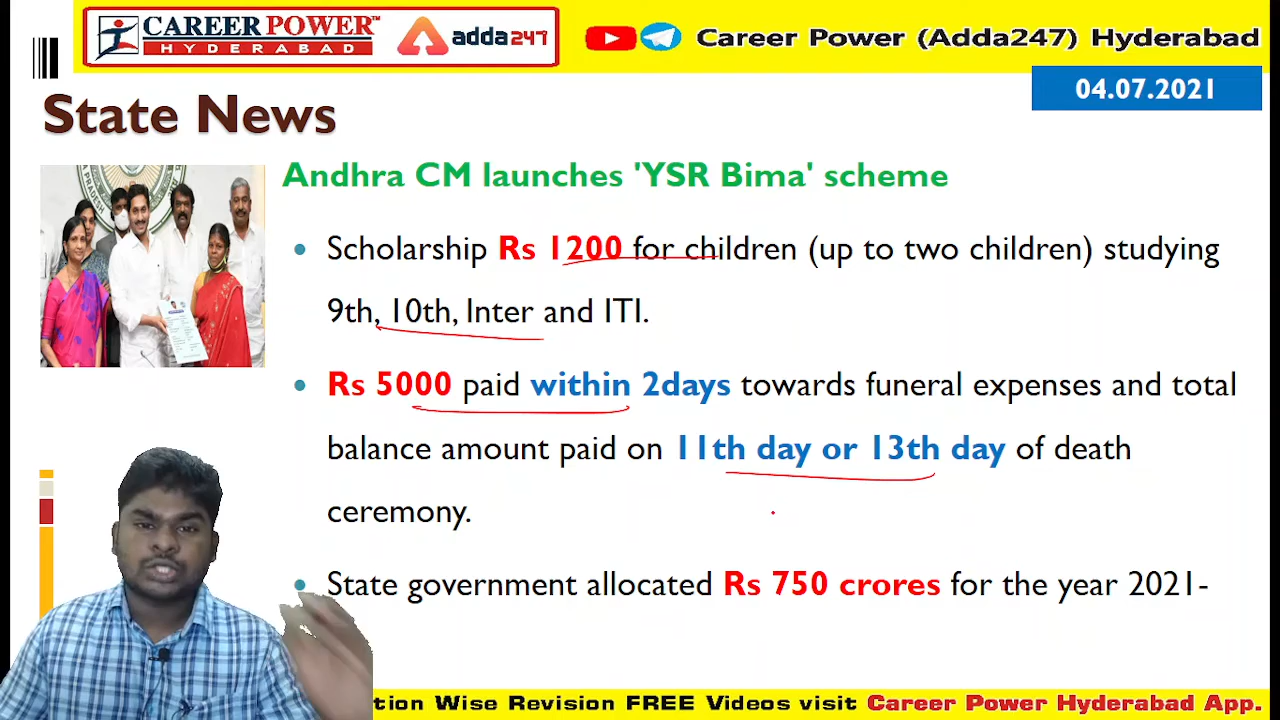 CAREER POWER™
HYDERABAD
adda247
Career Power (Adda247) Hyderabad
04.07.2021
State News
Andhra CM launches 'YSR Bima' scheme
• Scholarship Rs 1200 for children (up to two children) studying
9th, 10th, Inter and ITI.
• Rs 5000 paid within 2days towards funeral expenses and total
balance amount paid on 11th day or 13th day of death
ceremony.
• State government allocated Rs 750 crores for the year 2021-
tion Wise Revision FREE Videos visit Career Power Hyderabad App.